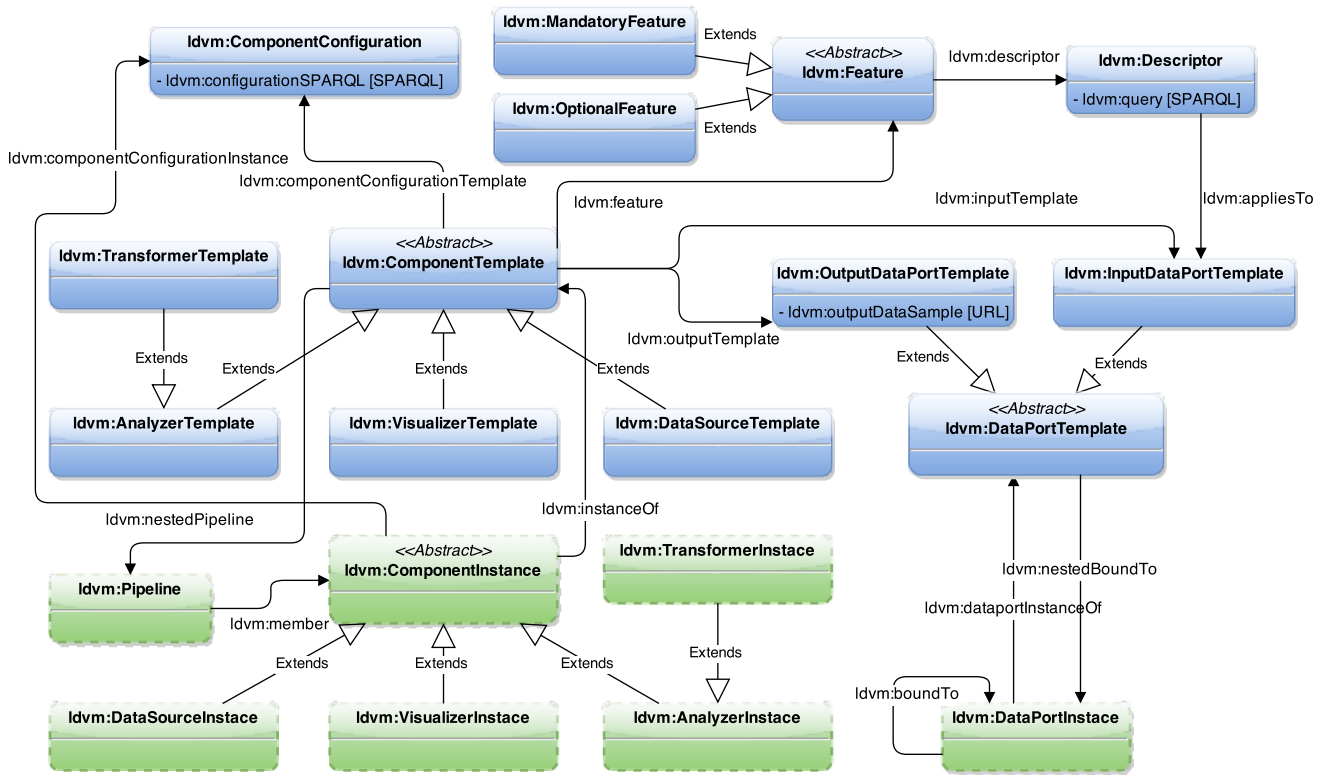 ldvm:ComponentConfiguration
- ldvm:configurationSPARQL [SPARQL]
ldvm:MandatoryFeature
Extends
ldvm:OptionalFeature
Extends
<<Abstract>>
ldvm:Feature
ldvm:descriptor
ldvm:Descriptor
- ldvm:query [SPARQL]
ldvm:componentConfigurationInstance
ldvm:componentConfigurationTemplate
ldvm:feature
ldvm:inputTemplate
ldvm:appliesTo
ldvm:TransformerTemplate
<<Abstract>>
ldvm:ComponentTemplate
ldvm:OutputDataPortTemplate
- ldvm:outputDataSample [URL]
ldvm:InputDataPortTemplate
ldvm:outputTemplate
Extends
Extends
Extends
Extends
Extends
Extends
ldvm:AnalyzerTemplate
ldvm:VisualizerTemplate
ldvm:DataSourceTemplate
<<Abstract>>
ldvm:DataPortTemplate
ldvm:nestedPipeline
ldvm:instanceOf
<<Abstract>>
ldvm:ComponentInstance
ldvm:TransformerInstace
ldvm:Pipeline
ldvm:member
ldvm:nestedBoundTo
ldvm:dataportInstanceOf
Extends
Extends
Extends
Extends
ldvm:boundTo
ldvm:DataSourceInstace
ldvm:VisualizerInstace
ldvm:AnalyzerInstace
ldvm:DataPortInstace